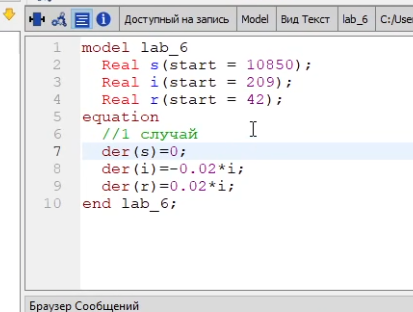 Доступный на запись Model Вид Текст lab_6 C:/Use
1 model lab_6
2 Real s(start = 10850);
3 Real i(start = 209);
4 Real r(start = 42);
5 equation
6 //1 случай
7 der(s)=0;
8 der(i)=-0.02*i;
9 der(r)=0.02*i;
10 end lab_6;
Браузер Сообщений